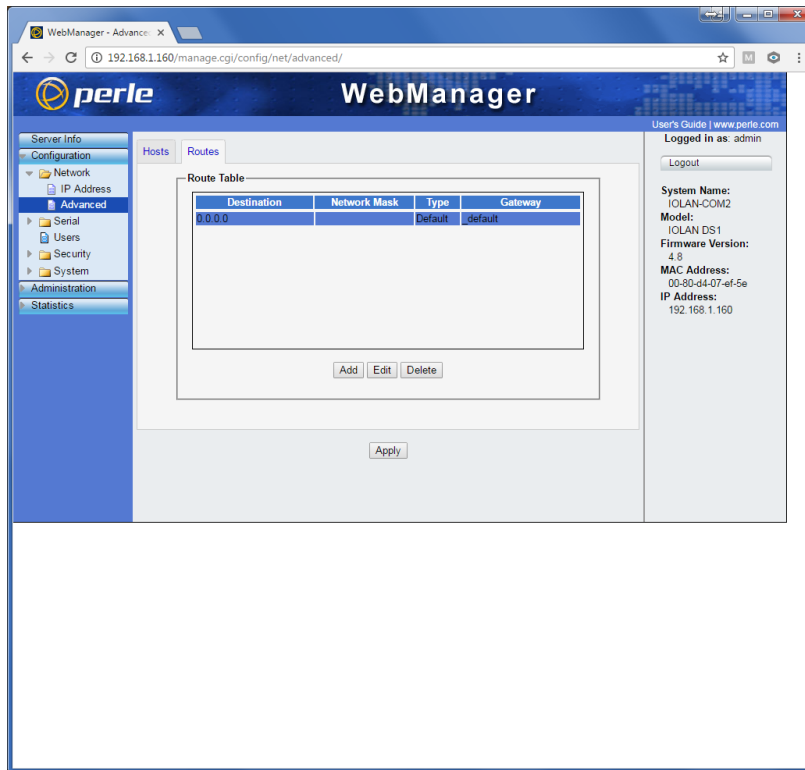 WebManager - Advance
192.168.1.160/manage.cgi/config/net/advanced/
perle
WebManager
User's Guide | www.perle.com
Server Info
Configuration
Network
IP Address
Advanced
Serial
Users
Security
System
Administration
Statistics
Hosts Routes
Route Table
Destination Network Mask Type Gateway
0.0.0.0 Default _default
Add Edit Delete
Apply
Logged in as: admin
Logout
System Name:
IOLAN-COM2
Model:
IOLAN DS1
Firmware Version:
4.8
MAC Address:
00-80-d4-07-ef-5e
IP Address:
192.168.1.160